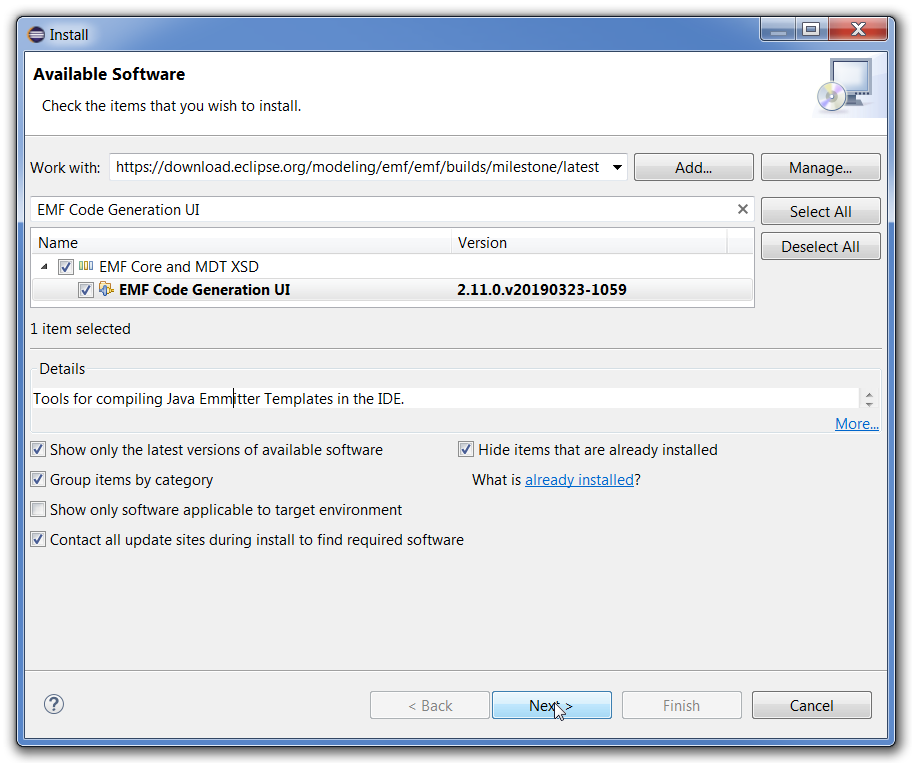 Install
Available Software
Check the items that you wish to install.
Work with: https://download.eclipse.org/modeling/emf/emf/builds/milestone/latest Add... Manage...
EMF Code Generation UI Select All
Name Version Deselect All
EMF Core and MDT XSD
EMF Code Generation UI 2.11.0.v20190323-1059
1 item selected
Details
Tools for compiling Java Emmitter Templates in the IDE.
More...
Show only the latest versions of available software Hide items that are already installed
Group items by category What is already installed?
Show only software applicable to target environment
Contact all update sites during install to find required software
? < Back Next > Finish Cancel